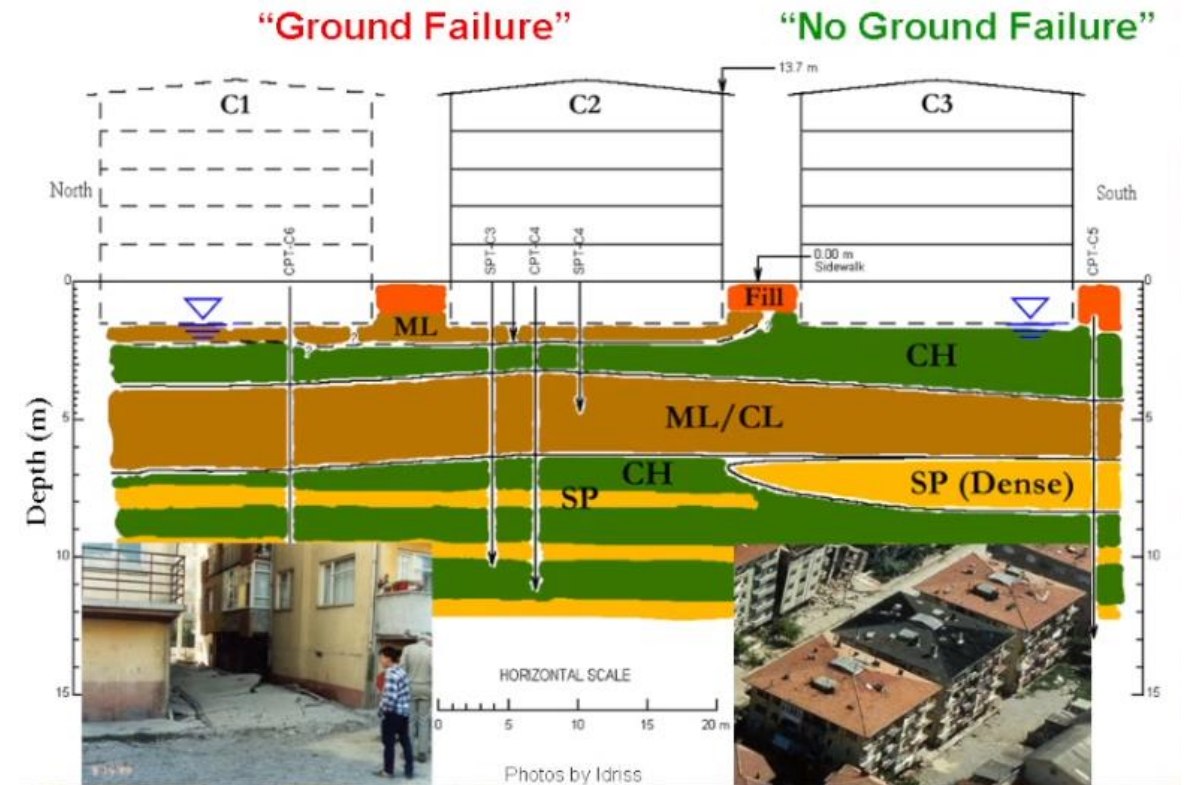 “Ground Failure” “No Ground Failure”
13.7 m
C1 C2 C3
North South
CPT-C6 SPT-C3 CPT-C4 SPT-C4 CPT-C5
0.00 m
Sidewalk
0 0
Fill
ML
? ? ?
CH
5 5
ML/CL
CH
SP SP (Dense)
Depth (m)
10 10
15 15
HORIZONTAL SCALE
0 5 10 15 20 m
Photos by Idriss